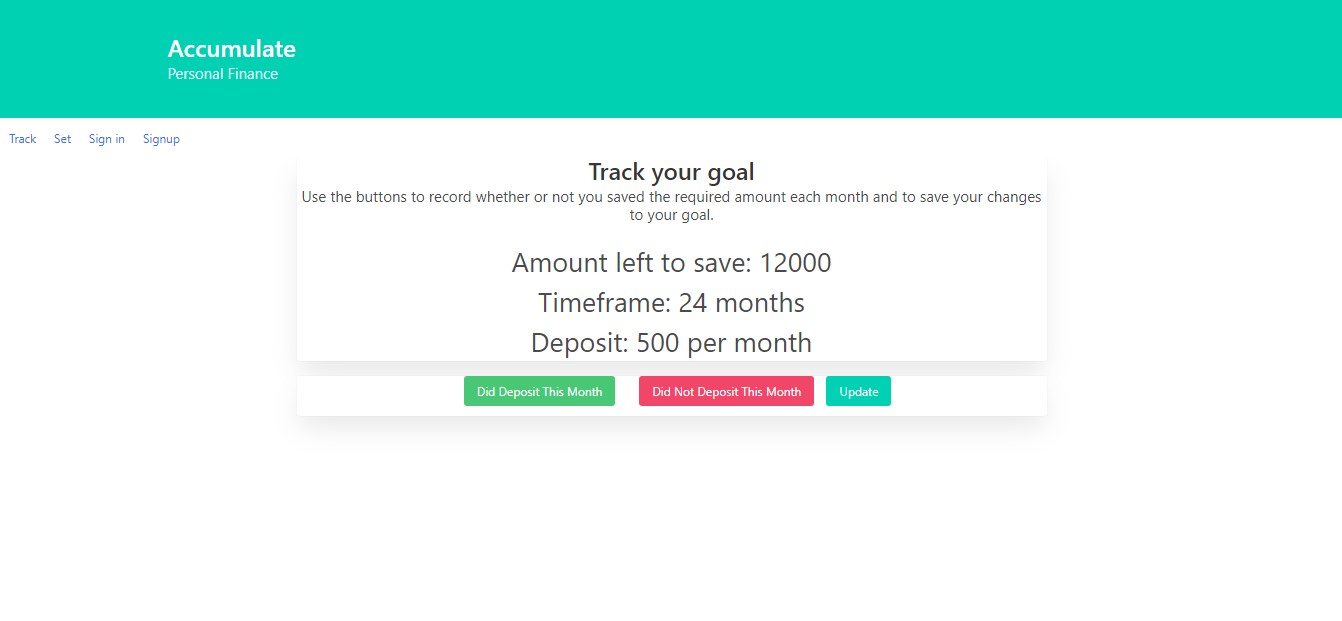 Accumulate
Personal Finance
Track Set Sign in Signup
Track your goal
Use the buttons to record whether or not you saved the required amount each month and to save your changes
to your goal.
Amount left to save: 12000
Timeframe: 24 months
Deposit: 500 per month
Did Deposit This Month Did Not Deposit This Month Update